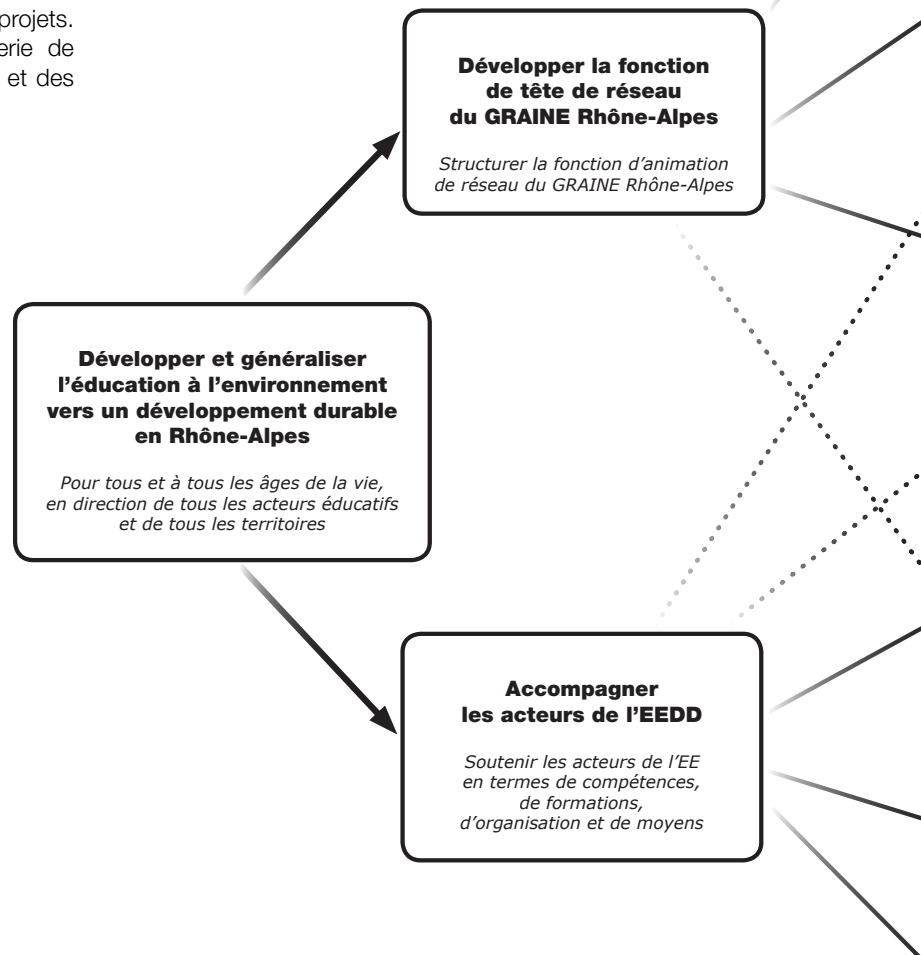 projets.
de
et des
Développer la fonction
de tête de réseau
du GRAINE Rhône-Alpes
Structurer la fonction d’animation
de réseau du GRAINE Rhône-Alpes
Développer et généraliser
l’éducation à l’environnement
vers un développement durable
en Rhône-Alpes
Pour tous et à tous les âges de la vie,
en direction de tous les acteurs éducatifs
et de tous les territoires
Accompagner
les acteurs de l’EEDD
Soutenir les acteurs de l’EE
en termes de compétences,
de formations,
d’organisation et de moyens